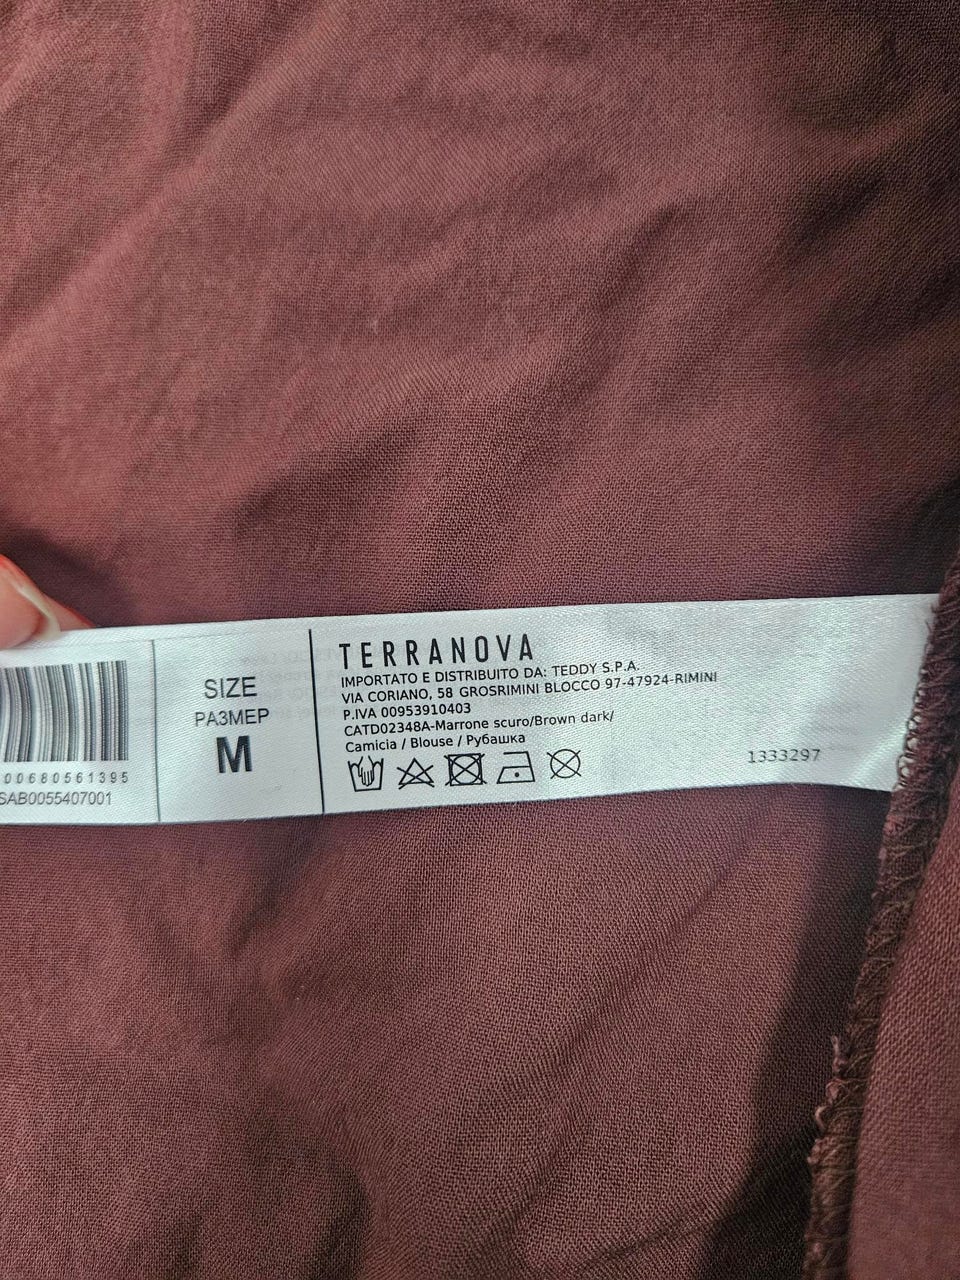 00680561395
SAB0055407001
SIZE
РАЗМЕР
M
TERRANOVA
IMPORTATO E DISTRIBUITO DA: TEDDY S.P.A.
VIA CORIANO, 58 GROSRIMINI BLOCCO 97-47924-RIMINI
P.IVA 00953910403
CATD02348A-Marrone scuro/Brown dark/
Camicia / Blouse / Рубашка
1333297